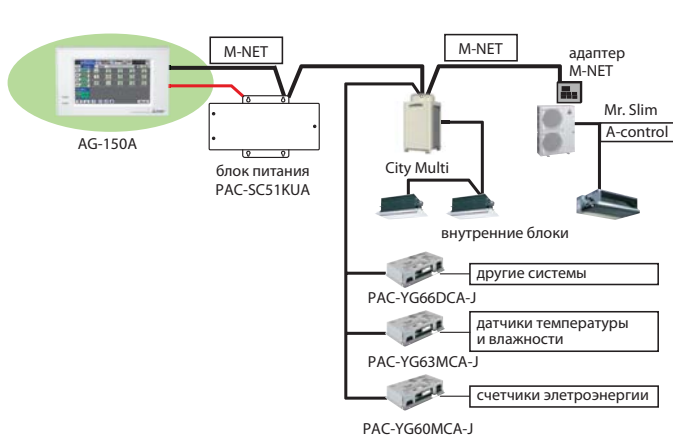 M-NET
M-NET
адаптер
M-NET
Mr. Slim
A-control
AG-150A
блок питания
PAC-SC51KUA
City Multi
внутренние блоки
другие системы
PAC-YG66DCA-J
датчики температуры
и влажности
PAC-YG63MCA-J
счетчики элетроэнергии
PAC-YG60MCA-J